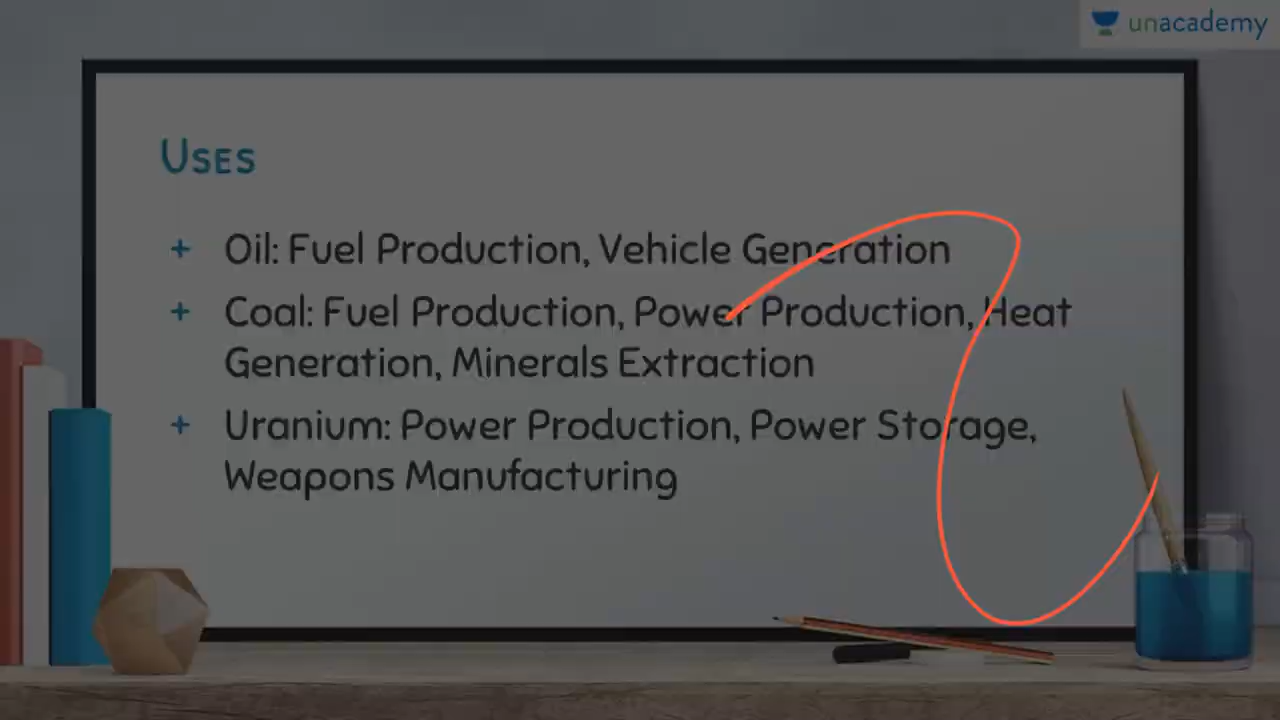 unacademy
Uses
+ Oil: Fuel Production, Vehicle Generation
+ Coal: Fuel Production, Power Production, Heat
Generation, Minerals Extraction
+ Uranium: Power Production, Power Storage,
Weapons Manufacturing